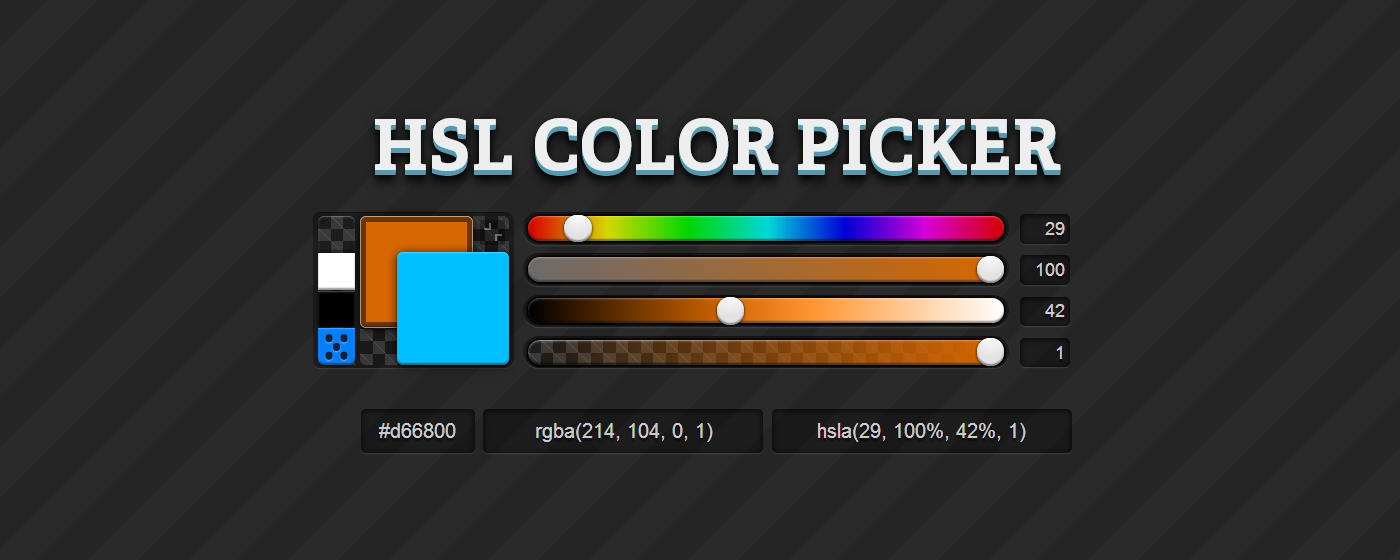 HSL COLOR PICKER
29
100
42
1
#d66800 rgba(214, 104, 0, 1) hsla(29, 100%, 42%, 1)